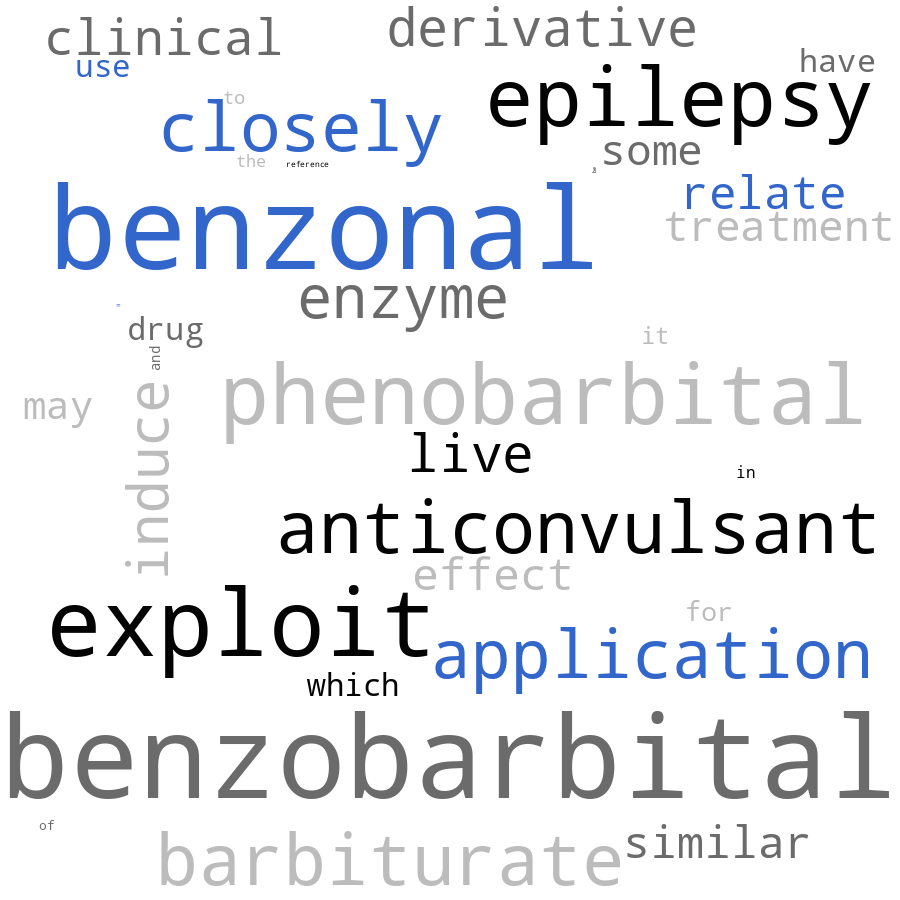 clinical
derivative
use
have
epilepsy
to
closely
the
reference
some
benzonal
relate
treatment
enzyme
drug
it
and
may
induce
phenobarbital
live
in
anticonvulsant
effect
exploit
for
application
which
benzobarbital
of
barbiturate
similar